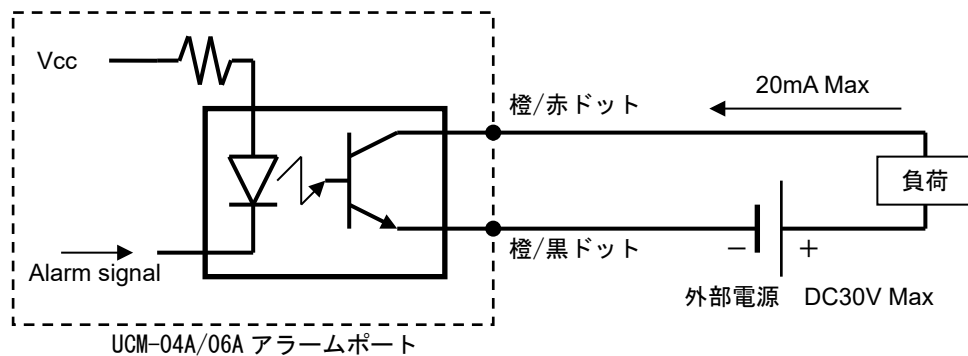 Vcc
橙/赤ドット
20mA Max
負荷
Alarm signal
橙/黒ドット
－ ＋
外部電源 DC30V Max
UCM-04A/06A アラームポート